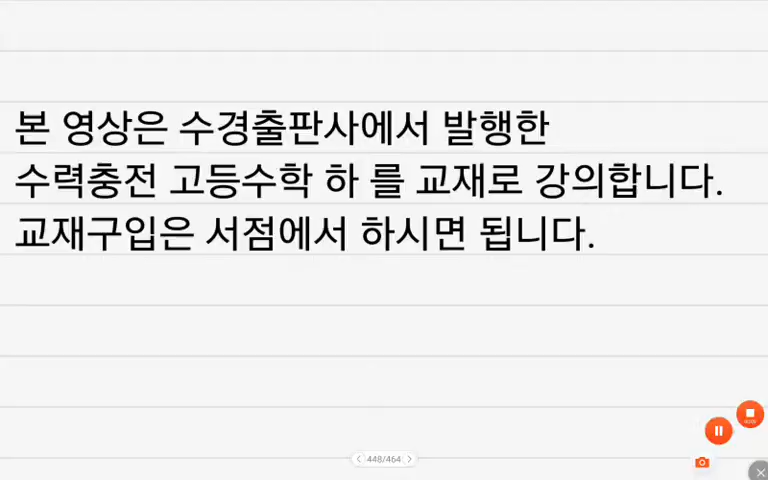 본 영상은 수경출판사에서 발행한
수력충전 고등수학 하 를 교재로 강의합니다.
교재구입은 서점에서 하시면 됩니다.
448/464